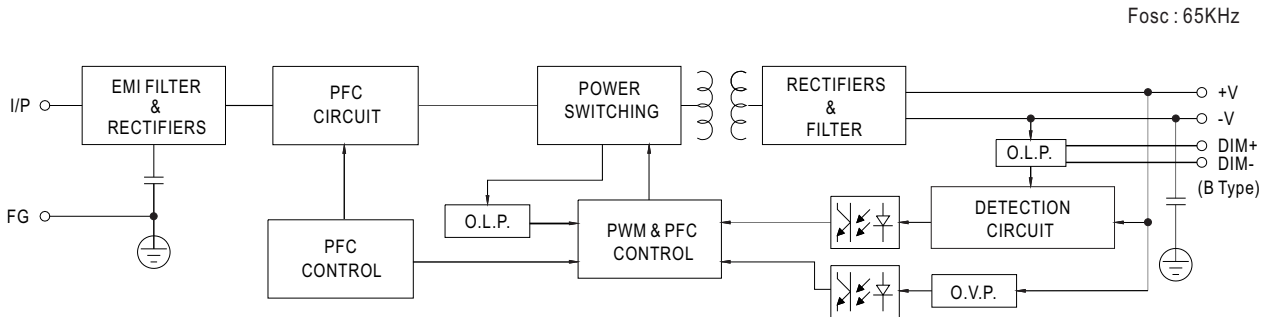 Fosc : 65KHz
I/P
EMI FILTER
&
RECTIFIERS
PFC
CIRCUIT
POWER
SWITCHING
RECTIFIERS
&
FILTER
+V
-V
DIM+
DIM-
(B Type)
O.L.P.
FG
O.L.P.
PFC
CONTROL
PWM & PFC
CONTROL
DETECTION
CIRCUIT
O.V.P.